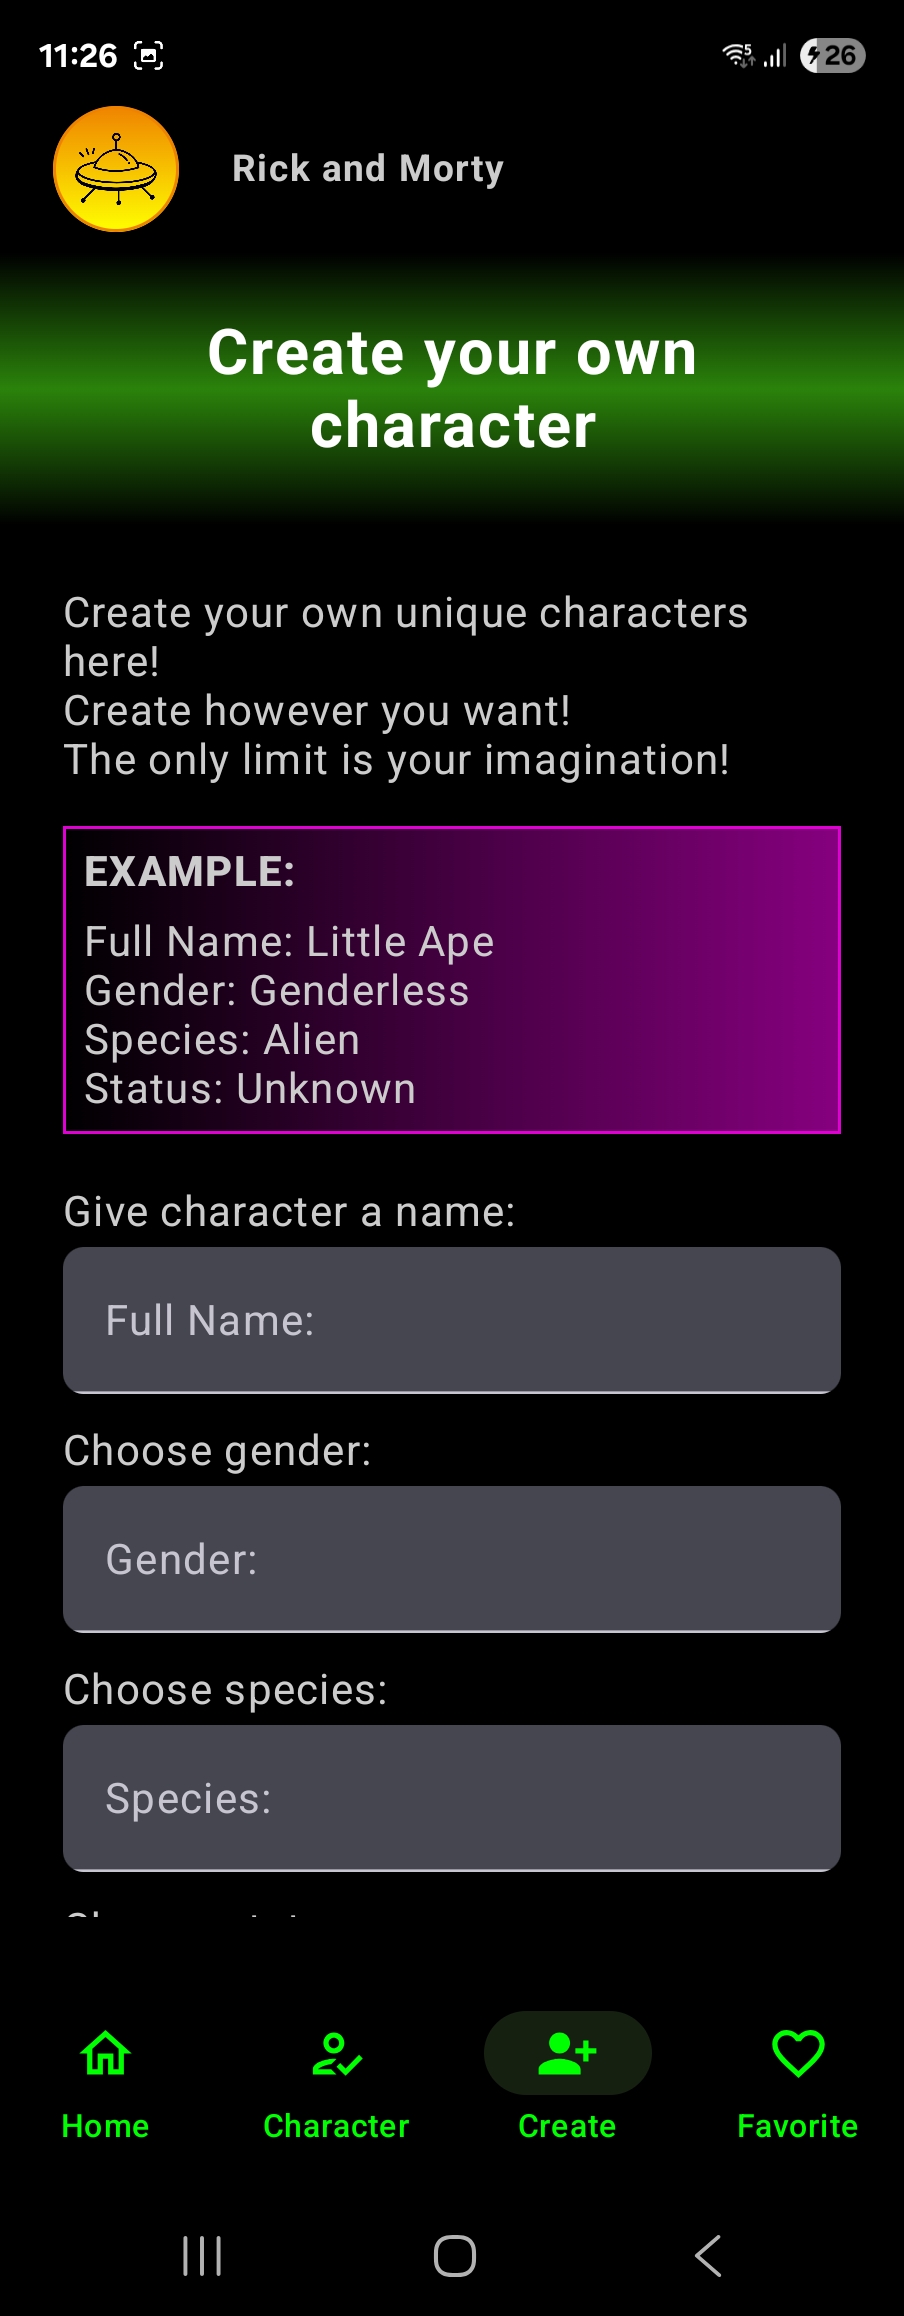 11:26
5
26
Rick and Morty
Create your own
character
Create your own unique characters
here!
Create however you want!
The only limit is your imagination!
EXAMPLE:
Full Name: Little Ape
Gender: Genderless
Species: Alien
Status: Unknown
Give character a name:
Full Name:
Choose gender:
Gender:
Choose species:
Species:
Home
Character
Create
Favorite